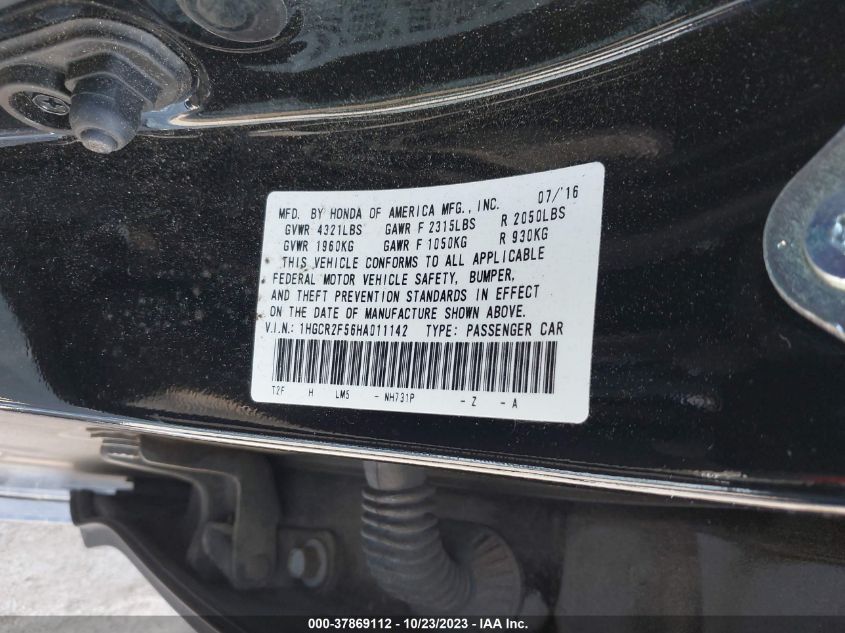 MFD. BY HONDA OF AMERICA MFG., INC. 07/'16
GVWR 4321LBS GAWR F 2315LBS R 2050LBS
GVWR 1960KG GAWR F 1050KG R 930KG
THIS VEHICLE CONFORMS TO ALL APPLICABLE
FEDERAL MOTOR VEHICLE SAFETY, BUMPER,
AND THEFT PREVENTION STANDARDS IN EFFECT
ON THE DATE OF MANUFACTURE SHOWN ABOVE.
V.I.N.: 1HGCR2F56HA011142 TYPE: PASSENGER CAR
T2F H LM5 - NH731P - Z - A
000-37869112 | 10/23/2023 | IAA Inc.